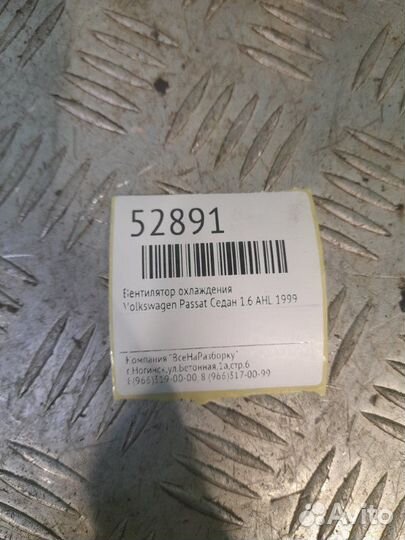 52891
Вентилятор охлаждения
Volkswagen Passat Седан 1.6 AHL 1999
Компания "ВсеНаРазборку"
г.Ногинск,ул.Бетонная,1а,стр.6
8(966)319-00-00, 8 (966)317-00-99
Avito